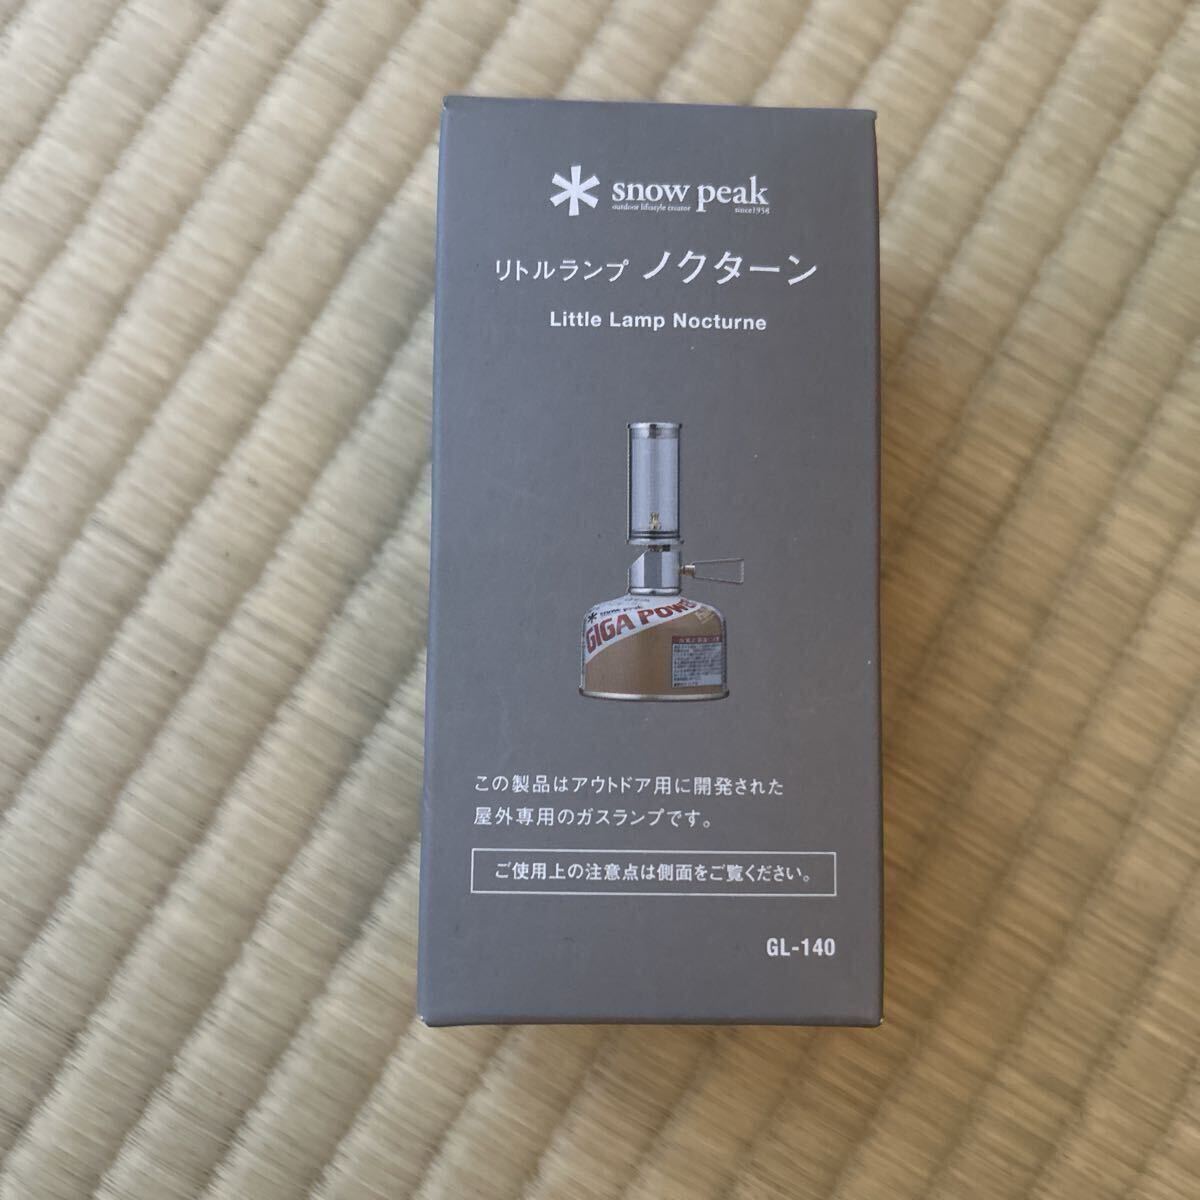 snow peak
outdoor lifestyle creator
since1958
リトルランプ ノクターン
Little Lamp Nocturne
snow peak
GIGA POWE
この製品はアウトドア用に開発された
屋外専用のガスランプです。
ご使用上の注意点は側面をご覧ください。
GL-140